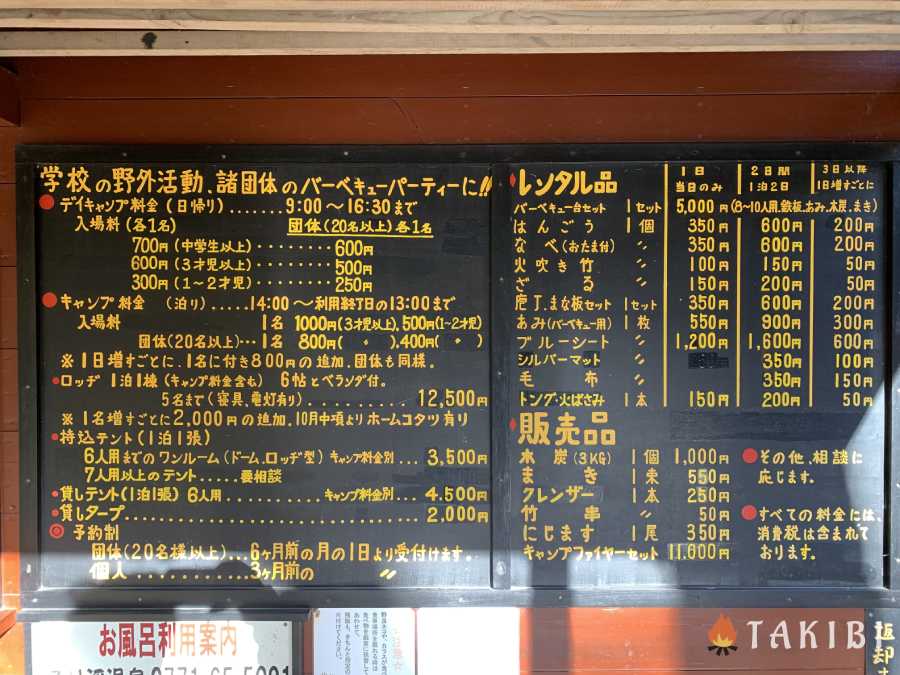 学校の野外活動、諸団体のバーベキューパーティーに!!
デイキャンプ料金(日帰り).......9:00〜16:30まで
入場料(各1名) 団体(20名以上)各1名
700円(中学生以上)········600円
600円(3才児以上)········500円
300円(1〜2才児)········250円
キャンプ料金 (泊り).....14:00〜利用終了日の13:00まで
入場料 1名 1000円(3才児以上)、500円(1~2才児)
団体(20名以上)...1名 800円( 〃 )、400円( 〃 )
※1日増すごとに、1名に付き800円の追加、団体も同様。
ロッヂ 1泊1棟(キャンプ料金含む) 6帖とベランダ付。
5名まで(寝具、電灯有り)..........12,500円
※1名増すごとに2,000円の追加、10月中頃よりホームコタツ有り
持込テント(1泊1張)
6人用までのワンルーム(ドーム、ロッヂ型)キャンプ料金別...3,500円
7人用以上のテント.....要相談
貸しテント(1泊1張) 6人用..........キャンプ料金別...4,500円
貸しタープ..............................2,000円
予約制
団体(20名様以上)...6ヶ月前の月の1日より受付けます。
個人...........3ヶ月前の 〃
レンタル品 1日 当日のみ 2日間 1泊2日 3日以降 1日増すごとに
バーベキュー台セット 1セット 5,000円(8〜10人用、鉄板、あみ、木炭、まき)
はんごう 1個 350円 600円 200円
なべ(おたま付) 〃 350円 600円 200円
火吹き竹 〃 100円 150円 50円
ざる 〃 150円 200円 50円
庖丁、まな板セット 1セット 350円 600円 200円
あみ(バーベキュー用) 1枚 550円 900円 300円
ブルーシート 〃 1,200円 1,600円 600円
シルバーマット 〃 350円 100円
毛布 〃 350円 150円
トング・火ばさみ 1本 150円 200円 50円
販売品
木炭(3KG) 1個 1,000円
まき 1束 550円
クレンザー 1本 250円
竹串 〃 50円
にじます 1尾 350円
キャンプファイヤーセット 11,000円
その他、相談に
応じます。
すべての料金には、
消費税は含まれて
おります。
お風呂利用案内
TAKIBI
返却